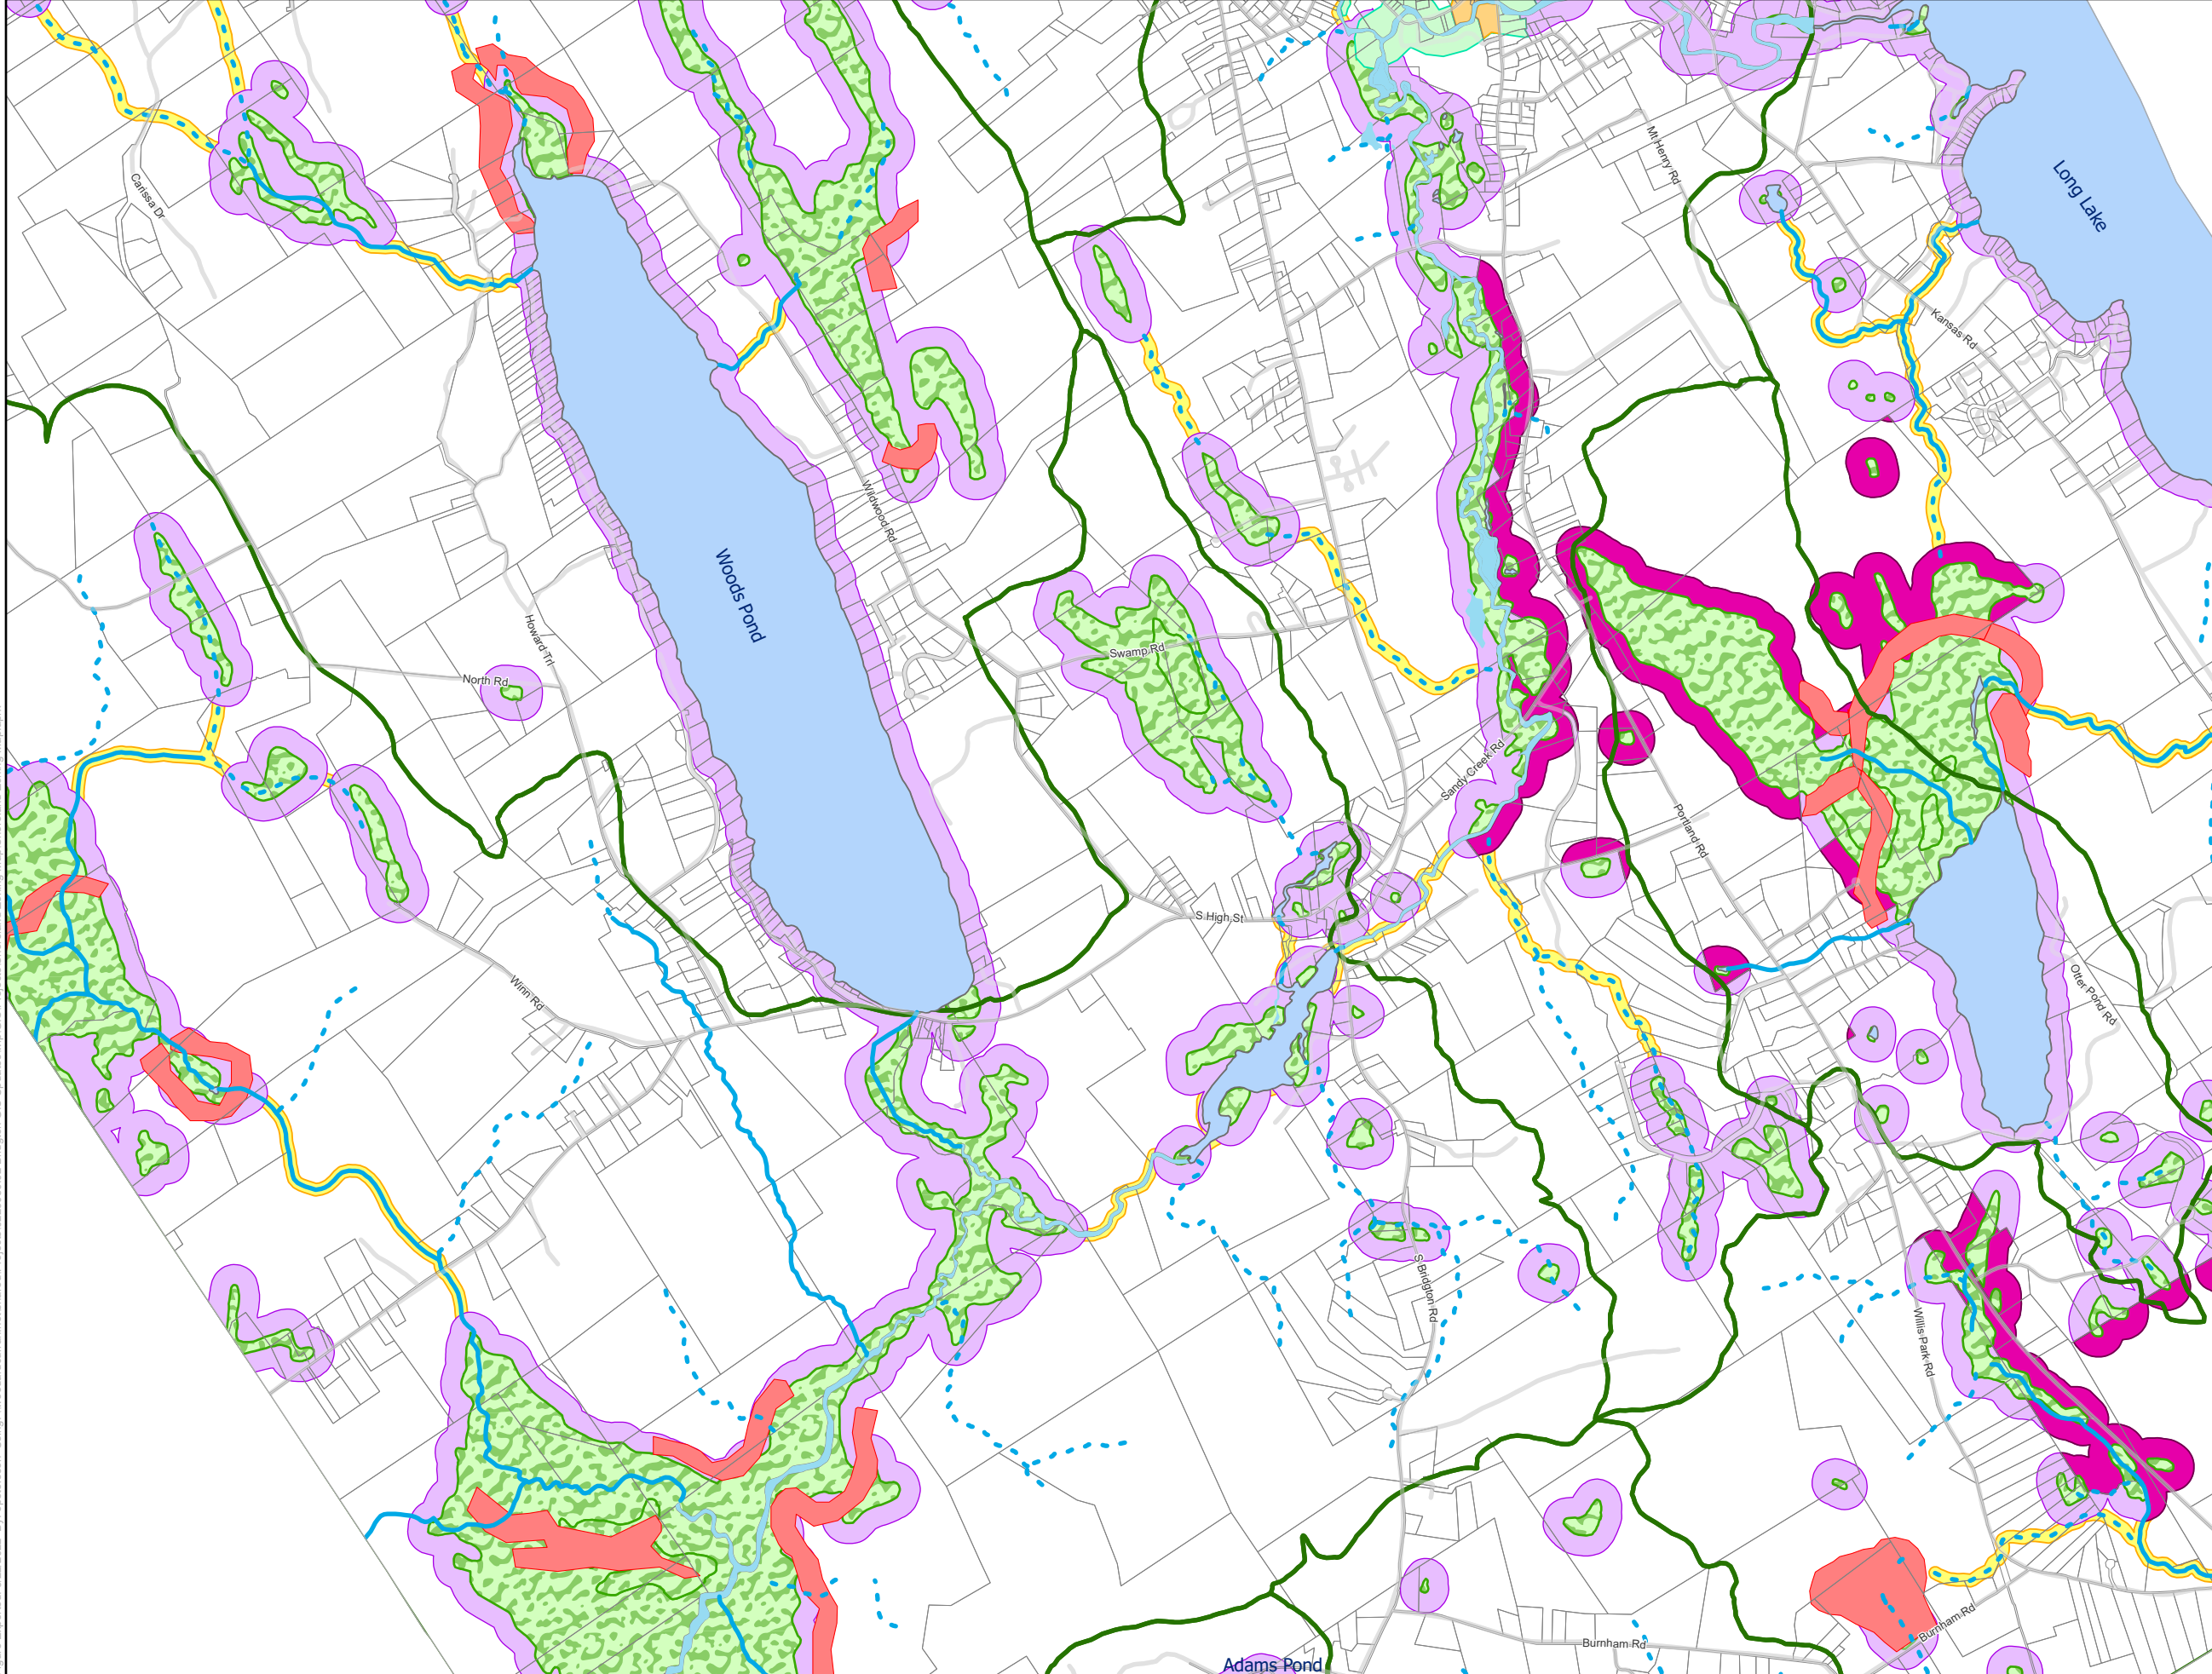 Long Lake
Mt Henry Rd
Carissa Dr
Kansas Rd
Wildwood Rd
Woods Pond
Howard Trl
Swamp Rd
North Rd
Sandy Creek Rd
Portland Rd
S High St
Winn Rd
Otter Pond Rd
S Bridgton Rd
Willis Park Rd
Burnham Rd
Burnham Rd
Adams Pond